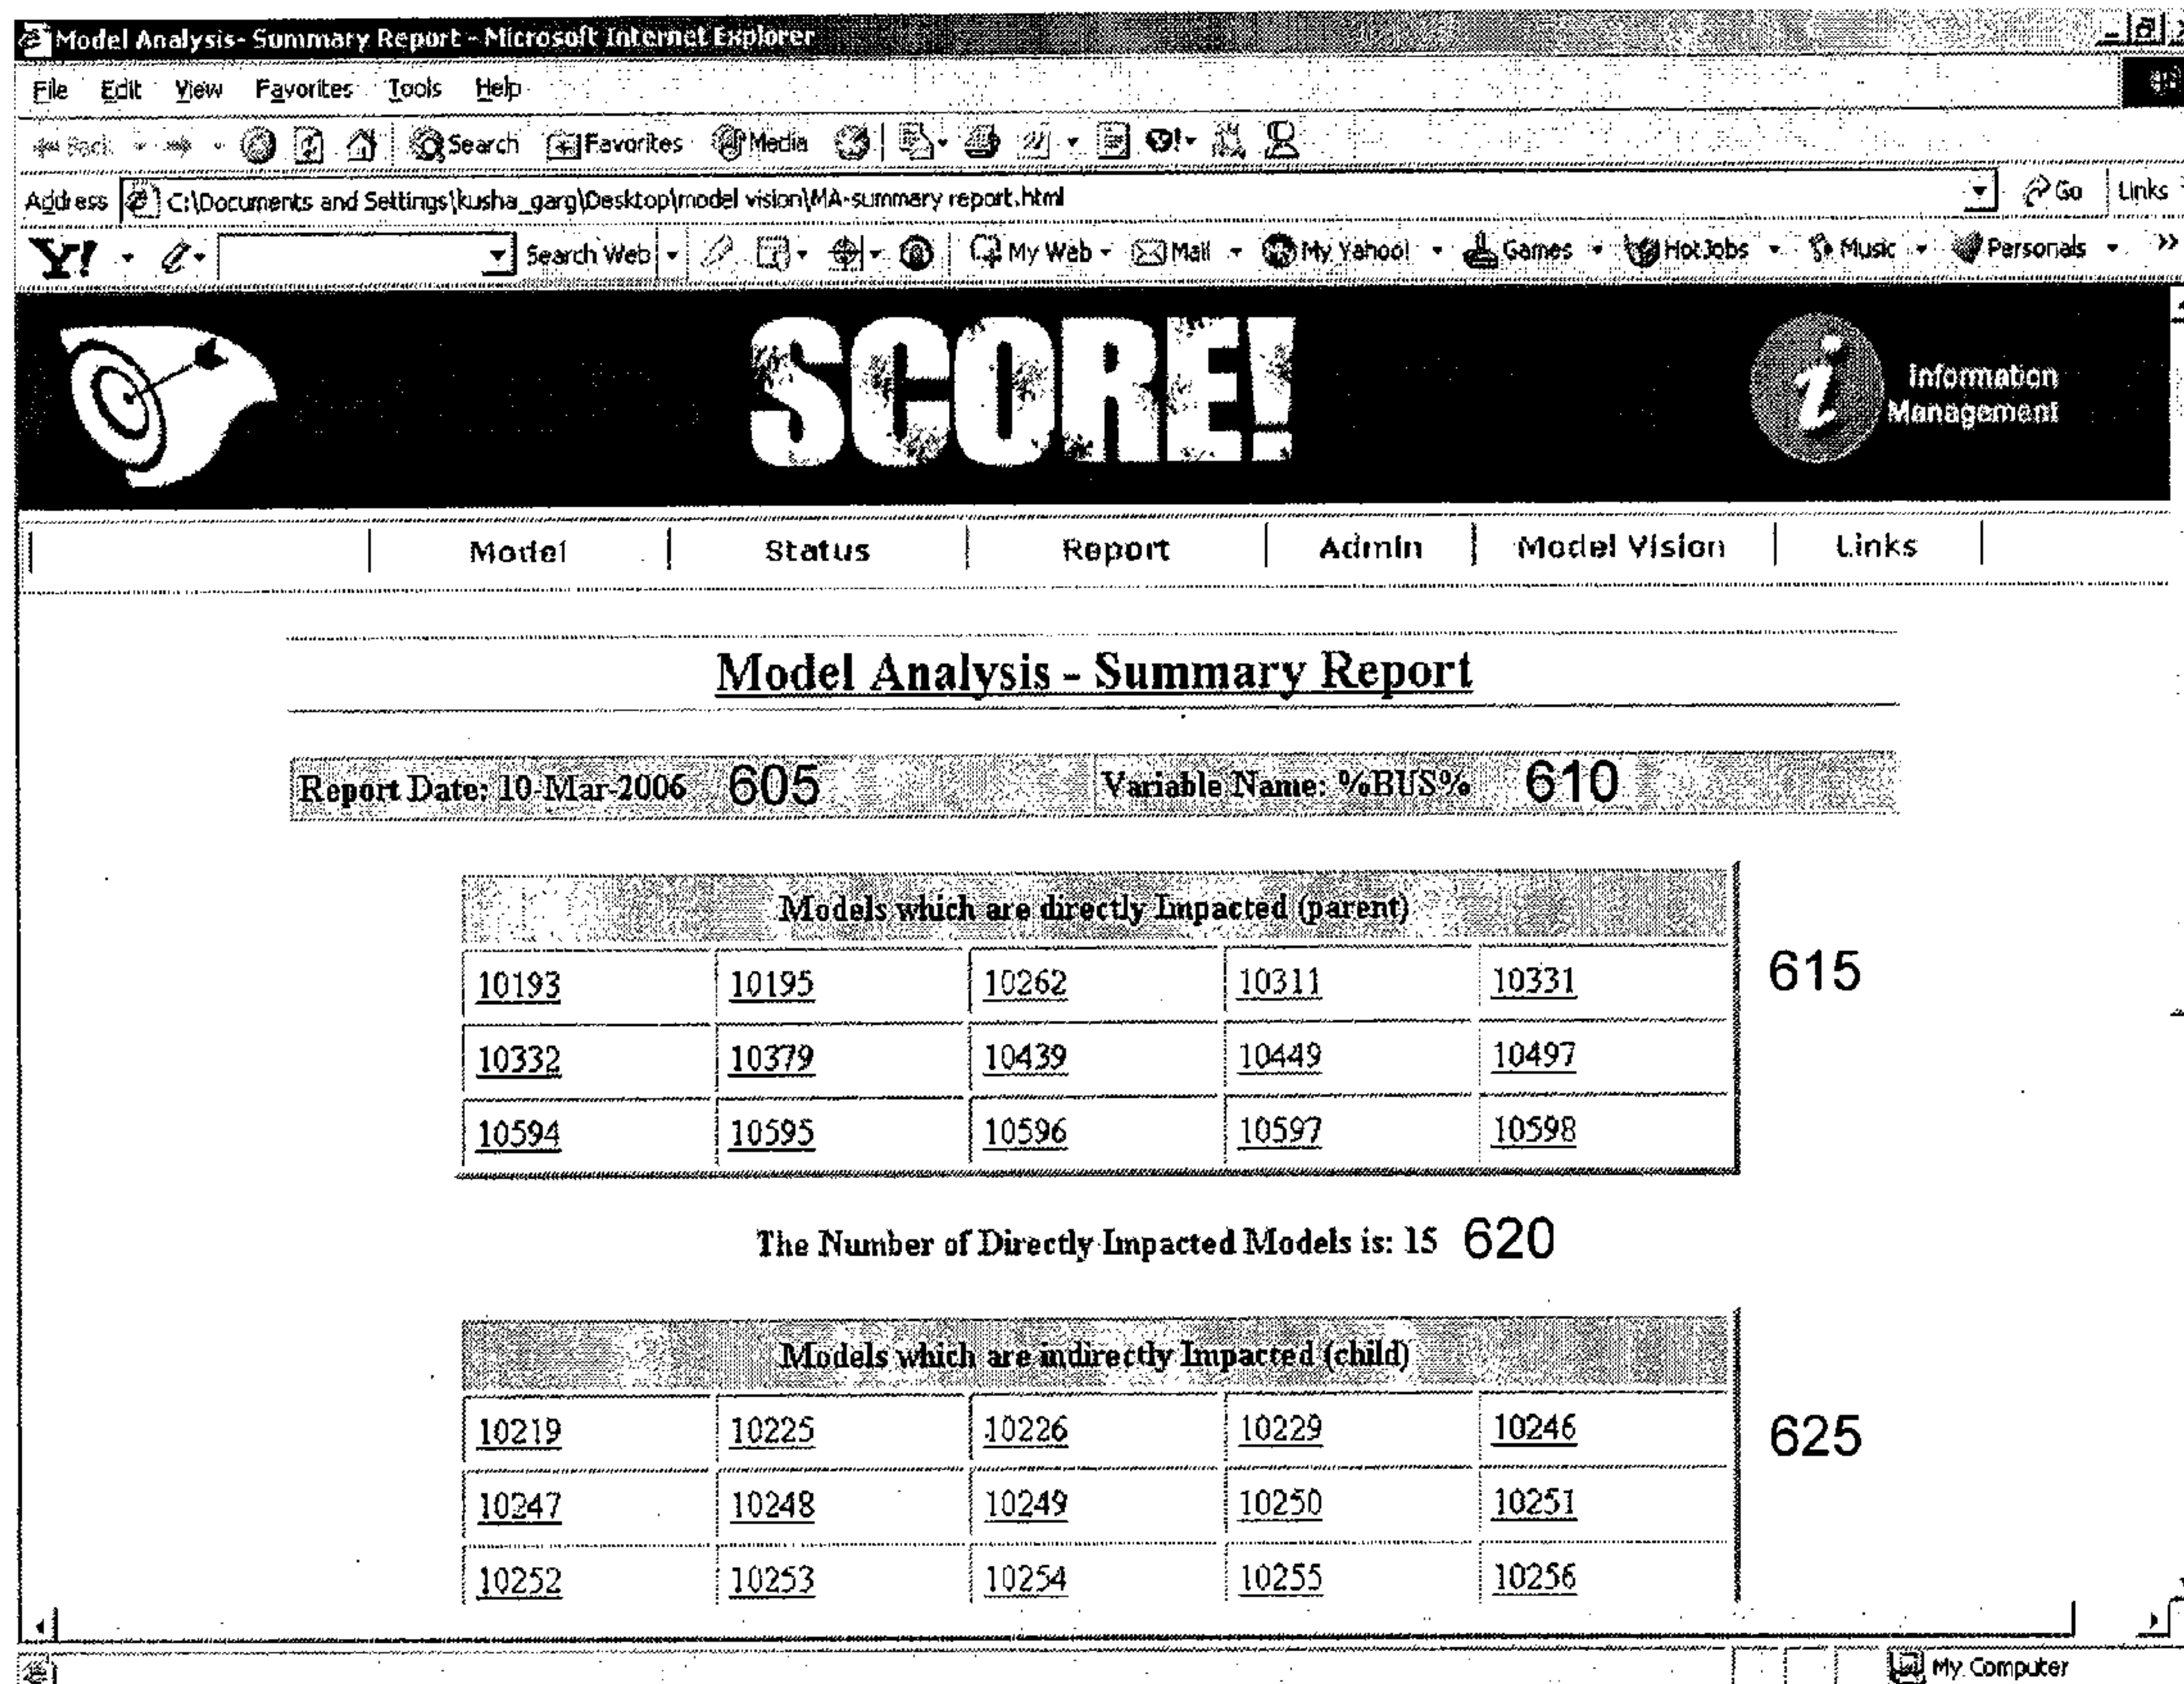 Model Analysis- Summary Report - Microsoft Internet Explorer
File Edit View Favorites Tools Help
Back Search Favorites Media
Address C:\Documents and Settings\kusha_garg\Desktop\model vision\MA-summary report.html Go Links
Y! Search Web My Web Mail My Yahoo! Games HotJobs Music Personals »
SCORE!
i Information
Management
Model Status Report Admin Model Vision Links
Model Analysis - Summary Report
Report Date: 10-Mar-2006 605 Variable Name: %BUS% 610
Models which are directly Impacted (parent)
10193 10195 10262 10311 10331 615
10332 10379 10439 10449 10497
10594 10595 10596 10597 10598
The Number of Directly Impacted Models is: 15 620
Models which are indirectly Impacted (child)
10219 10225 10226 10229 10246 625
10247 10248 10249 10250 10251
10252 10253 10254 10255 10256
My Computer